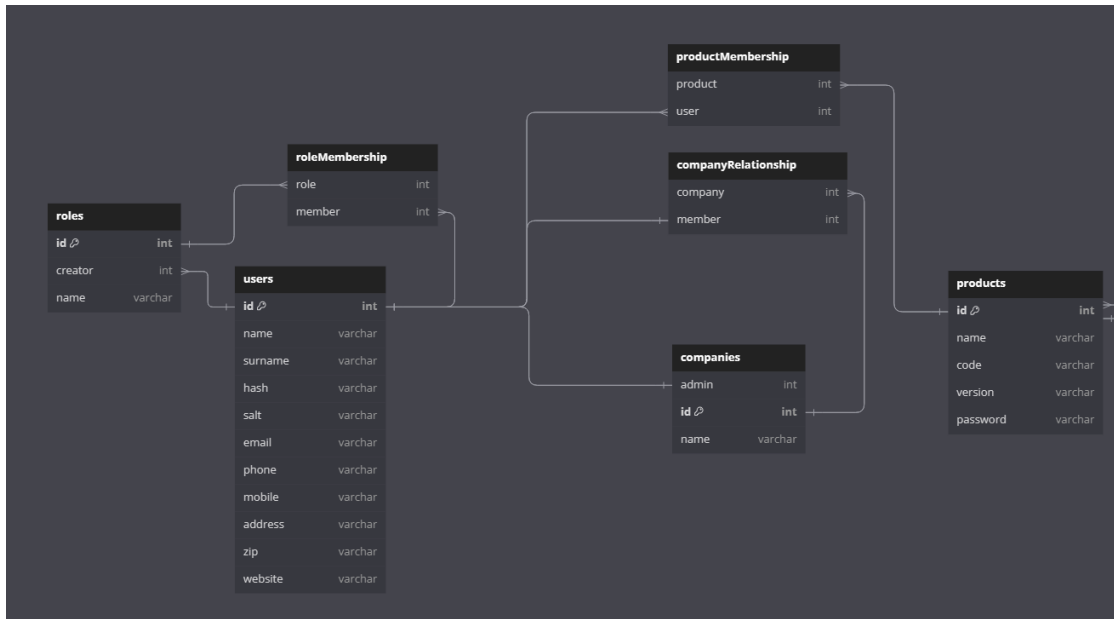 roles
id int
creator int
name varchar
roleMembership
role int
member int
users
id int
name varchar
surname varchar
hash varchar
salt varchar
email varchar
phone varchar
mobile varchar
address varchar
zip varchar
website varchar
productMembership
product int
user int
companyRelationship
company int
member int
companies
admin int
id int
name varchar
products
id int
name varchar
code varchar
version varchar
password varchar